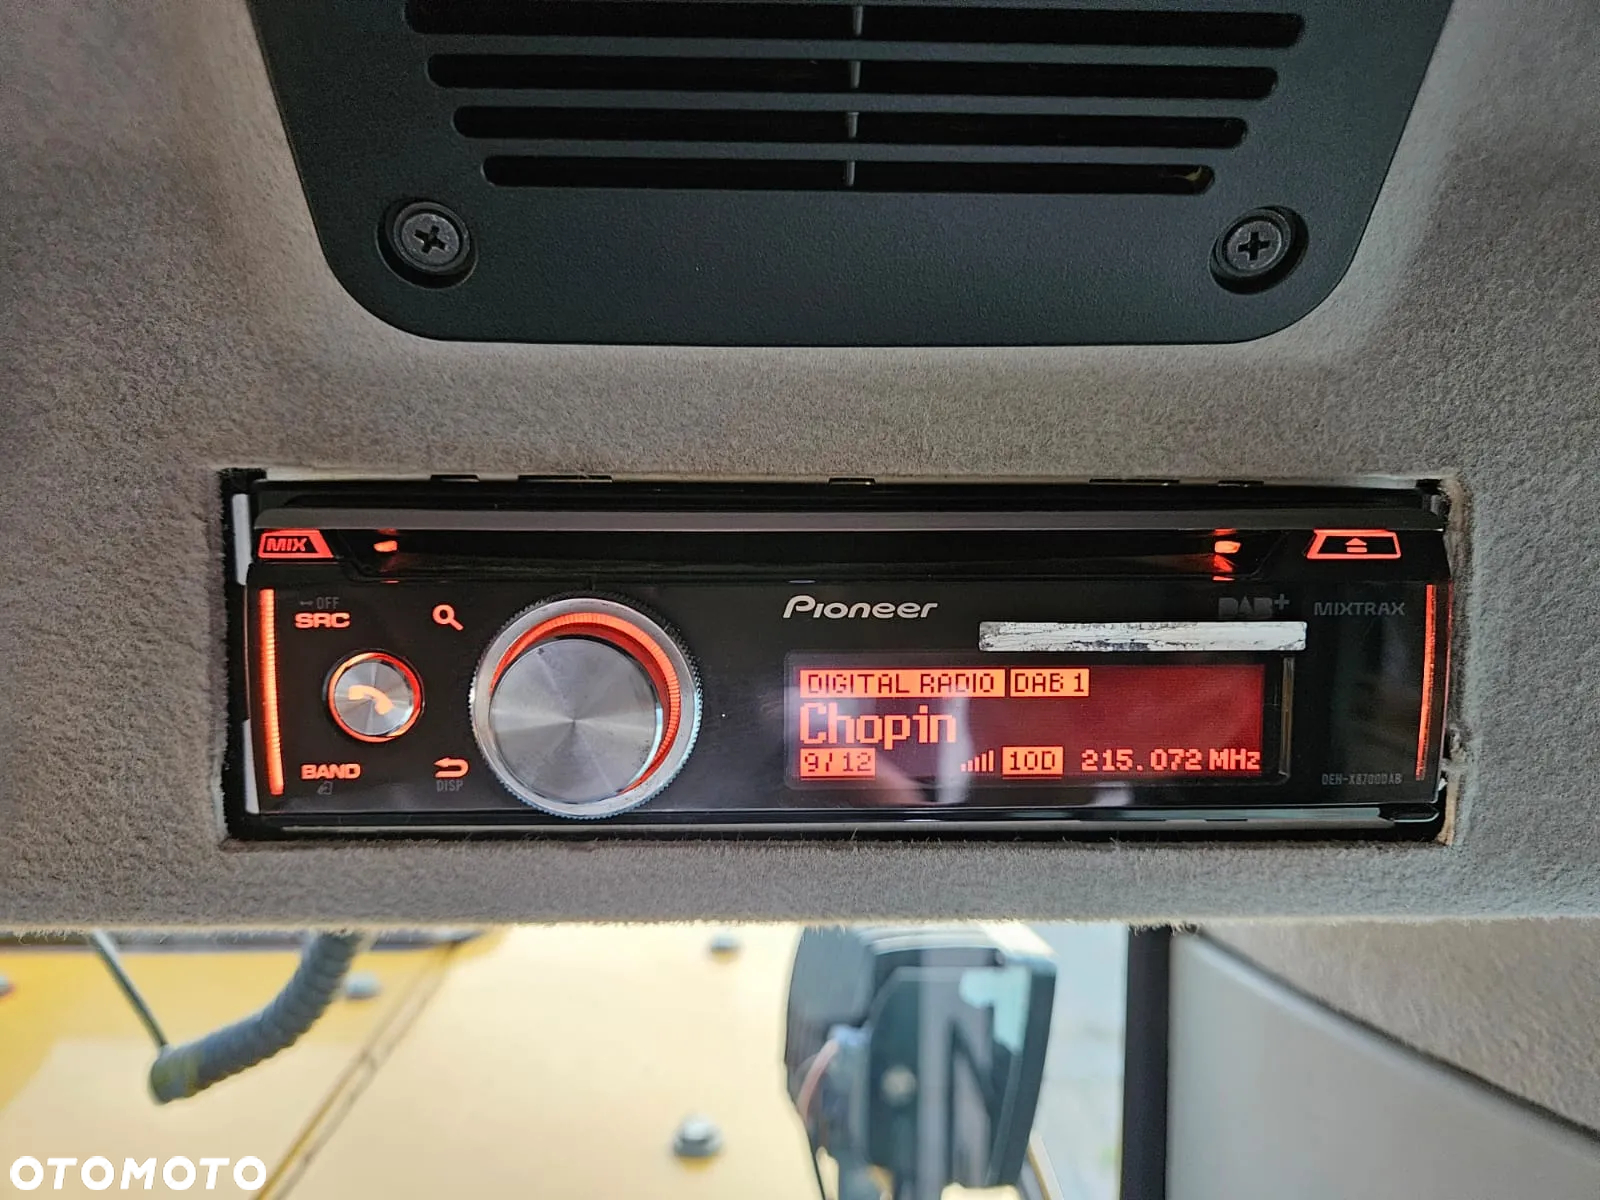 MIX
OFF
SRC
Pioneer
DAB+
MIXTRAX
DIGITAL RADIO DAB 1
Chopin
9/12 10D 215.072 MHz
BAND
DISP
DEH-X8700DAB
OTOMOTO